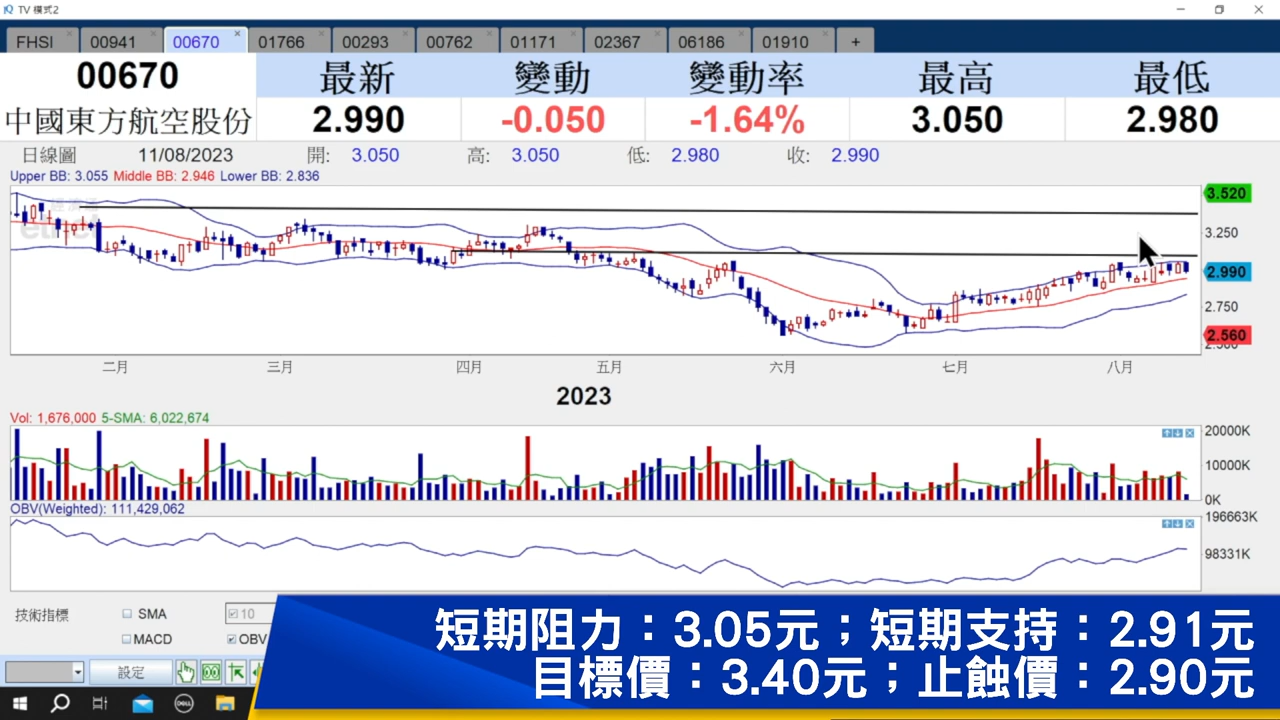 TV 模式2
FHSI 00941 00670 01766 00293 00762 01171 02367 06186 01910 +
00670 最新 變動 變動率 最高 最低
中國東方航空股份 2.990 -0.050 -1.64% 3.050 2.980
日線圖 11/08/2023 開: 3.050 高: 3.050 低: 2.980 收: 2.990
Upper BB: 3.055 Middle BB: 2.946 Lower BB: 2.836
3.520
3.250
2.990
2.750
2.560
二月 三月 四月 五月 六月 七月 八月
2023
Vol: 1,676,000 5-SMA: 6,022,674
20000K
10000K
0K
OBV(Weighted): 111,429,062
196663K
98331K
技術指標 SMA 10
MACD OBV
設定
短期阻力：3.05元；短期支持：2.91元
目標價：3.40元；止蝕價：2.90元
DELL